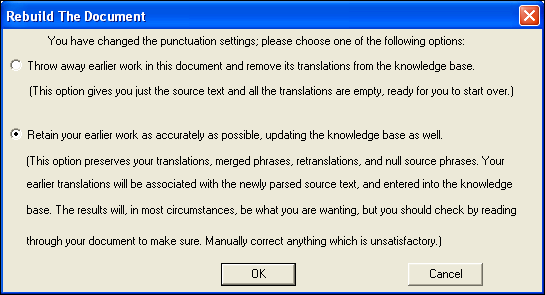 Rebuild The Document
You have changed the punctuation settings; please choose one of the following options:
Throw away earlier work in this document and remove its translations from the knowledge base.
(This option gives you just the source text and all the translations are empty, ready for you to start over.)
Retain your earlier work as accurately as possible, updating the knowledge base as well.
(This option preserves your translations, merged phrases, retranslations, and null source phrases. Your
earlier translations will be associated with the newly parsed source text, and entered into the knowledge
base. The results will, in most circumstances, be what you are wanting, but you should check by reading
through your document to make sure. Manually correct anything which is unsatisfactory.)
OK
Cancel